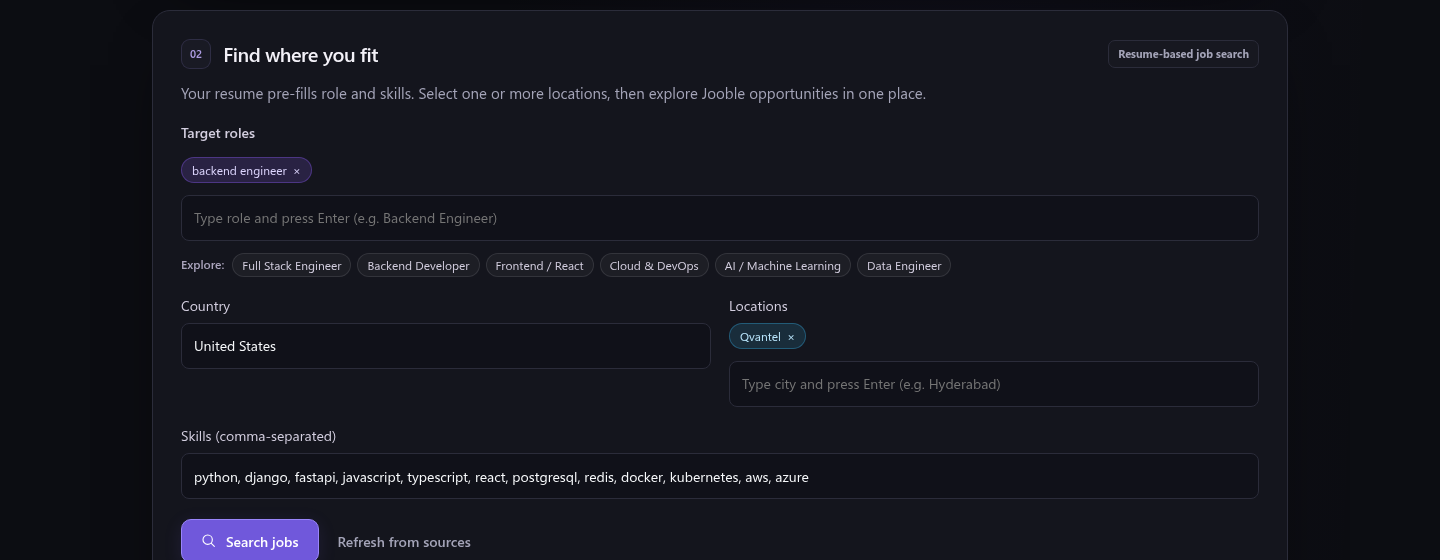 02
Find where you fit
Resume-based job search
Your resume pre-fills role and skills. Select one or more locations, then explore Jooble opportunities in one place.
Target roles
backend engineer ×
Type role and press Enter (e.g. Backend Engineer)
Explore: Full Stack Engineer Backend Developer Frontend / React Cloud & DevOps AI / Machine Learning Data Engineer
Country
United States
Locations
Qvantel ×
Type city and press Enter (e.g. Hyderabad)
Skills (comma-separated)
python, django, fastapi, javascript, typescript, react, postgresql, redis, docker, kubernetes, aws, azure
Search jobs
Refresh from sources